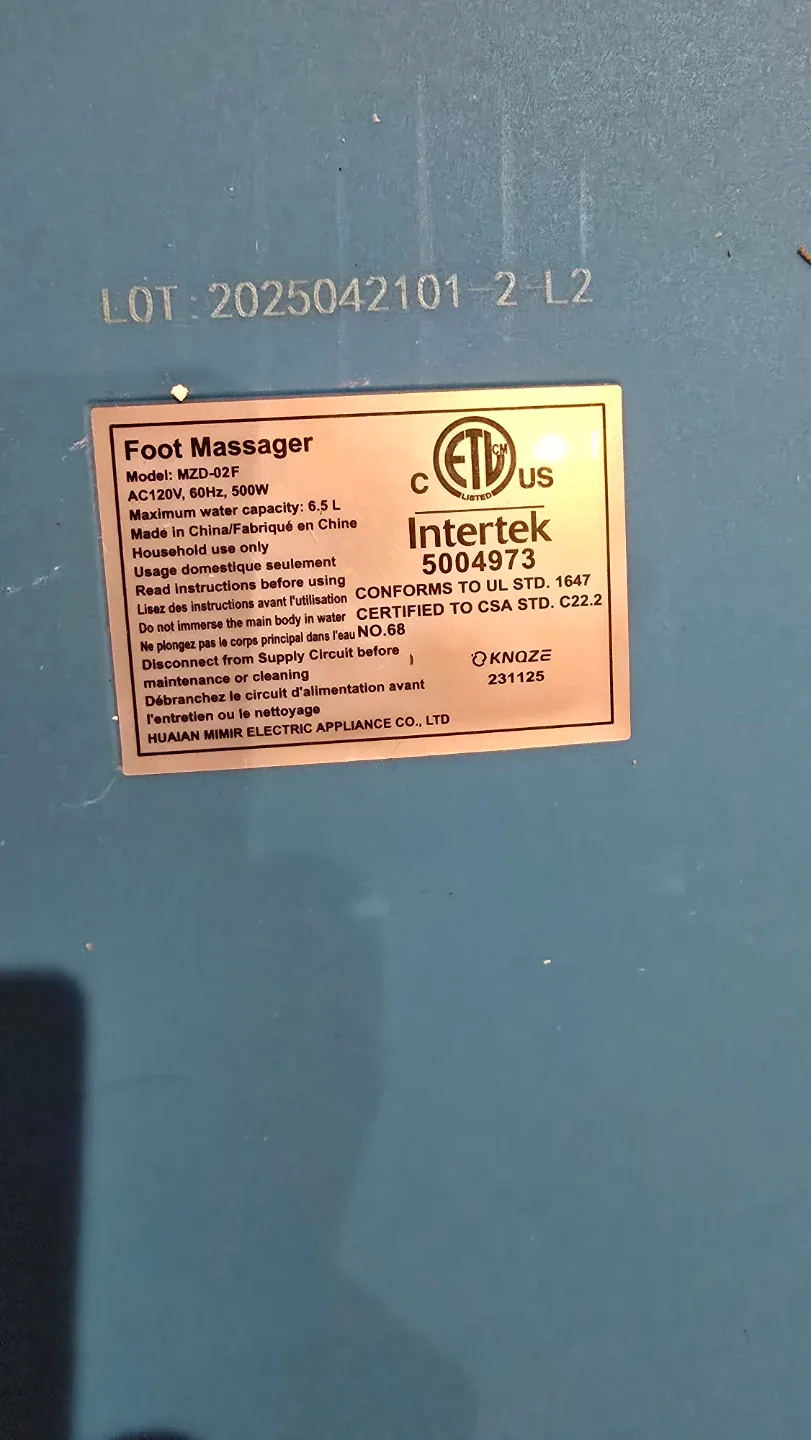 LOT:2025042101-2-L2
Foot Massager
Model: MZD-02F
AC120V, 60Hz, 500W
Maximum water capacity: 6.5 L
Made in China/Fabriqué en Chine
Household use only
Usage domestique seulement
Read Instructions before using
Lisez des instructions avant l'utilisation
Do not immerse the main body in water
Ne plongez pas le corps principal dans l'eau
Disconnect from Supply Circuit before
maintenance or cleaning
Débranchez le circuit d'alimentation avant
l'entretien ou le nettoyage
HUAIAN MIMIR ELECTRIC APPLIANCE CO., LTD
C ETL CM US
LISTED
Intertek
5004973
CONFORMS TO UL STD. 1647
CERTIFIED TO CSA STD. C22.2
NO.68
KNQZE
231125